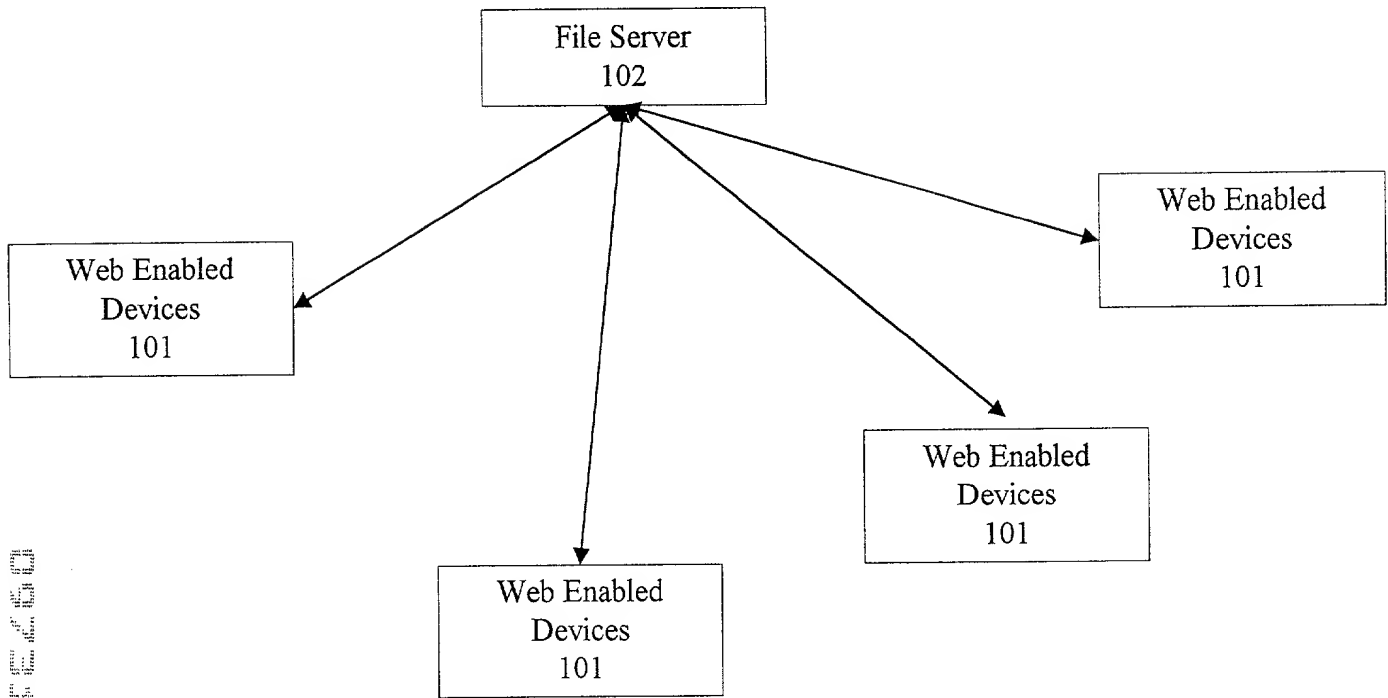 File Server
102
Web Enabled
Devices
101
Web Enabled
Devices
101
Web Enabled
Devices
101
Web Enabled
Devices
101